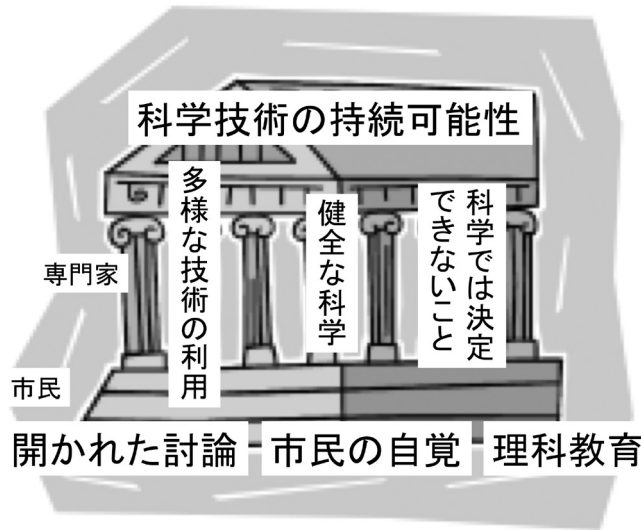 科学技術の持続可能性
多様な技術の利用
健全な科学
科学では決定
できないこと
専門家
市民
開かれた討論
市民の自覚
理科教育